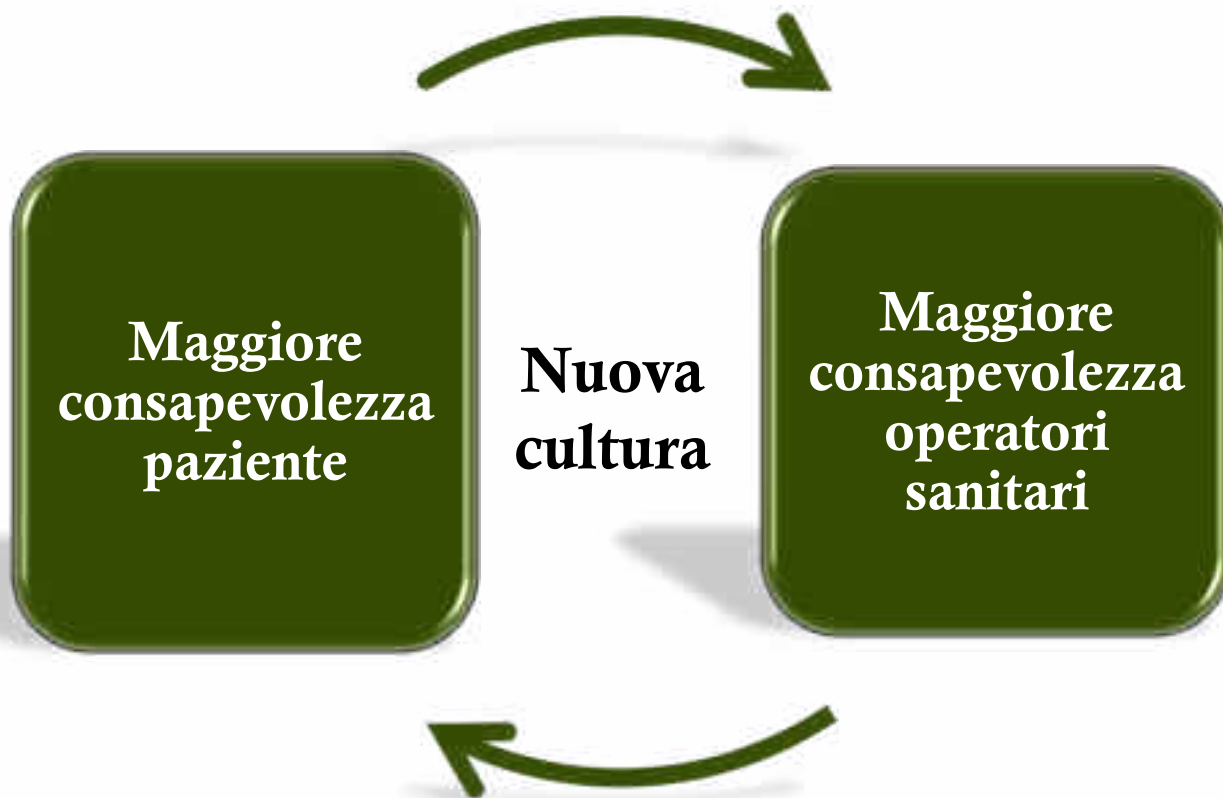 Maggiore
consapevolezza
paziente
Nuova
cultura
Maggiore
consapevolezza
operatori
sanitari